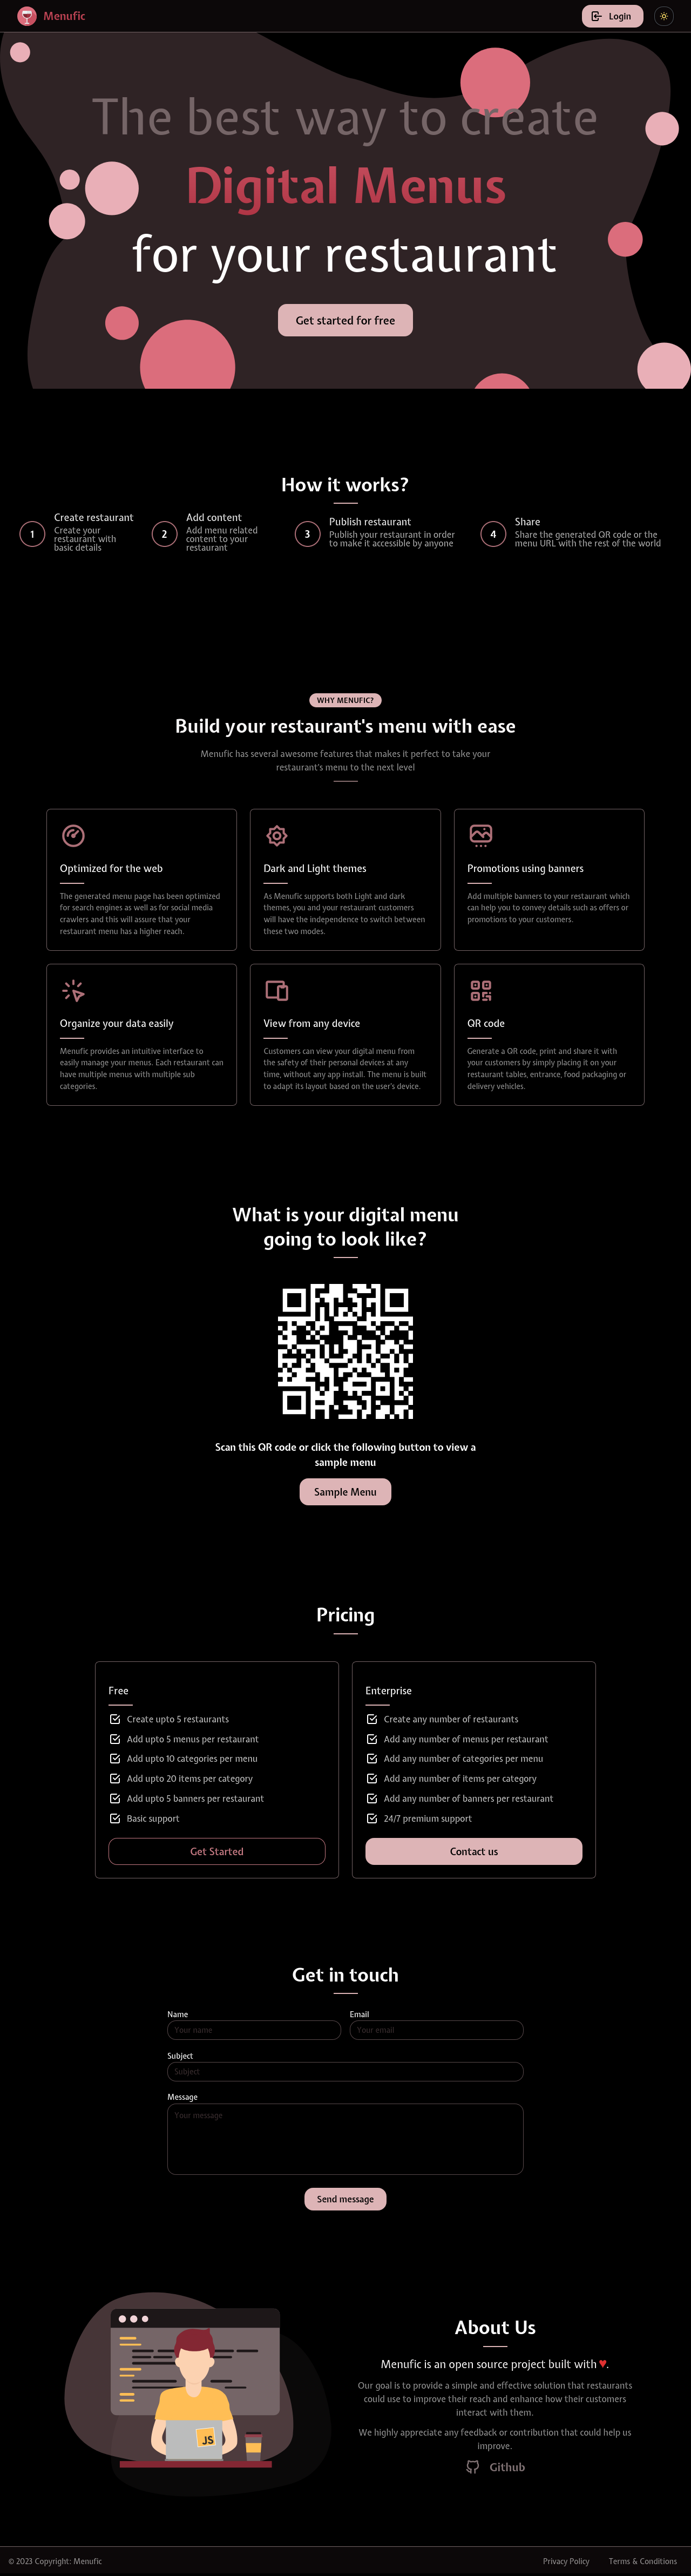 Menufic
Login
The best way to create
Digital Menus
for your restaurant
Get started for free
How it works?
1
Create restaurant
Create your
restaurant with
basic details
2
Add content
Add menu related
content to your
restaurant
3
Publish restaurant
Publish your restaurant in order
to make it accessible by anyone
4
Share
Share the generated QR code or the
menu URL with the rest of the world
WHY MENUFIC?
Build your restaurant's menu with ease
Menufic has several awesome features that makes it perfect to take your
restaurant's menu to the next level
Optimized for the web
The generated menu page has been optimized
for search engines as well as for social media
crawlers and this will assure that your
restaurant menu has a higher reach.
Dark and Light themes
As Menufic supports both Light and dark
themes, you and your restaurant customers
will have the independence to switch between
these two modes.
Promotions using banners
Add multiple banners to your restaurant which
can help you to convey details such as offers or
promotions to your customers.
Organize your data easily
Menufic provides an intuitive interface to
easily manage your menus. Each restaurant can
have multiple menus with multiple sub
categories.
View from any device
Customers can view your digital menu from
the safety of their personal devices at any
time, without any app install. The menu is built
to adapt its layout based on the user's device.
QR code
Generate a QR code, print and share it with
your customers by simply placing it on your
restaurant tables, entrance, food packaging or
delivery vehicles.
What is your digital menu
going to look like?
Scan this QR code or click the following button to view a
sample menu
Sample Menu
Pricing
Free
Create upto 5 restaurants
Add upto 5 menus per restaurant
Add upto 10 categories per menu
Add upto 20 items per category
Add upto 5 banners per restaurant
Basic support
Get Started
Enterprise
Create any number of restaurants
Add any number of menus per restaurant
Add any number of categories per menu
Add any number of items per category
Add any number of banners per restaurant
24/7 premium support
Contact us
Get in touch
Name
Your name
Email
Your email
Subject
Subject
Message
Your message
Send message
JS
About Us
Menufic is an open source project built with ♥.
Our goal is to provide a simple and effective solution that restaurants
could use to improve their reach and enhance how their customers
interact with them.
We highly appreciate any feedback or contribution that could help us
improve.
Github
© 2023 Copyright: Menufic
Privacy Policy
Terms & Conditions